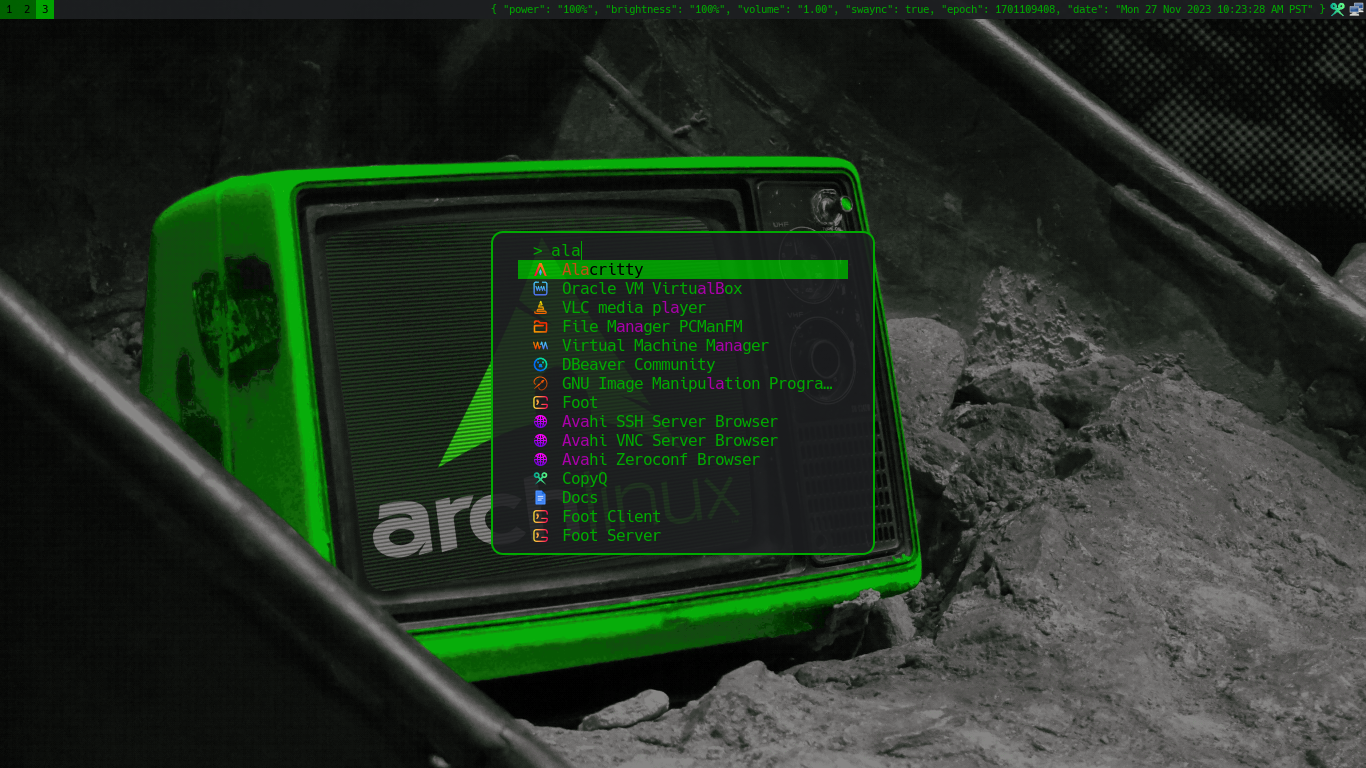 1 2 3
{ "power": "100%", "brightness": "100%", "volume": "1.00", "swaync": true, "epoch": 1701109408, "date": "Mon 27 Nov 2023 10:23:28 AM PST" }
> ala
Alacritty
Oracle VM VirtualBox
VLC media player
File Manager PCManFM
Virtual Machine Manager
DBeaver Community
GNU Image Manipulation Progra…
Foot
Avahi SSH Server Browser
Avahi VNC Server Browser
Avahi Zeroconf Browser
CopyQ
Docs
Foot Client
Foot Server
arch linux
UHF
VHF